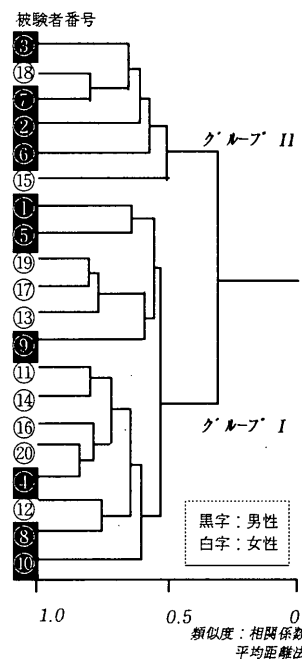 被験者番号
③
⑱
⑦
②
⑥
⑮
①
⑤
⑲
⑰
⑬
⑨
⑪
⑭
⑯
⑳
④
⑫
⑧
⑩
グループII
グループI
黒字：男性
白字：女性
1.0 0.5 0
類似度：相関係数
平均距離法